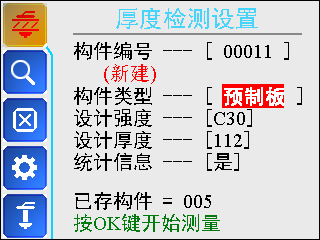 厚度检测设置
构件编号 --- [ 00011 ]
(新建)
构件类型 --- [ 预制板 ]
设计强度 --- [C30]
设计厚度 --- [112]
统计信息 --- [是]
已存构件 = 005
按OK键开始测量